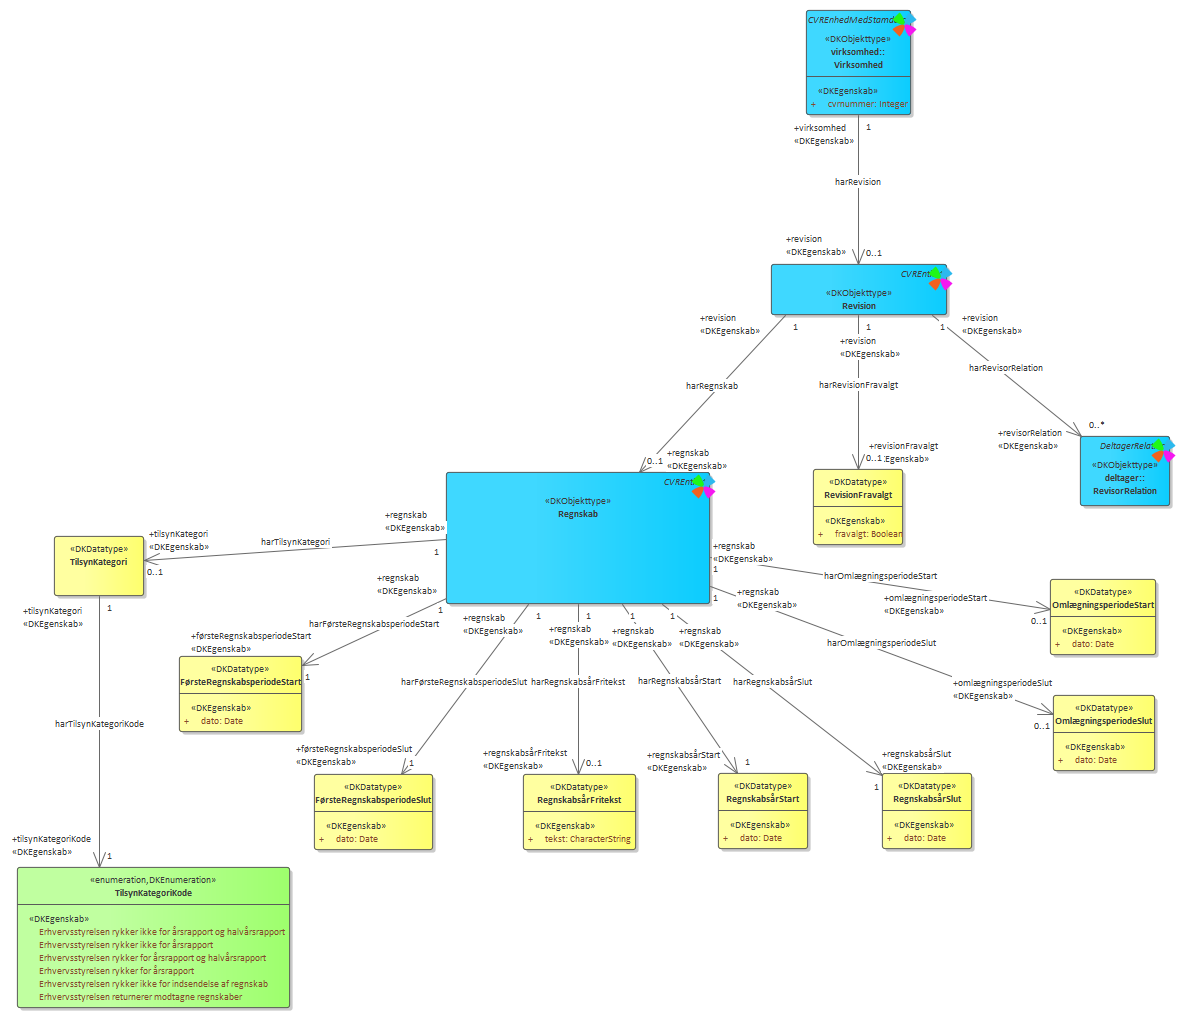 «DKObjekttype»
virksomhed::
Virksomhed
«DKEgenskab»
+ cvrnummer: Integer
+virksomhed
«DKEgenskab»
1
harRevision
+revision
«DKEgenskab»
0..1
«DKObjekttype»
Revision
+revision
«DKEgenskab»
1
harRegnskab
+regnskab
«DKEgenskab»
0..1
1
+revision
«DKEgenskab»
harRevisionFravalgt
+revisionFravalgt
0..1
«DKDatatype»
RevisionFravalgt
«DKEgenskab»
+ fravalgt: Boolean
1
+revision
«DKEgenskab»
harRevisorRelation
+revisorRelation
«DKEgenskab»
0..*
«DKObjekttype»
deltager::
RevisorRelation
«DKObjekttype»
Regnskab
+regnskab
«DKEgenskab»
1
harTilsynKategori
+tilsynKategori
«DKEgenskab»
0..1
«DKDatatype»
TilsynKategori
+tilsynKategori
«DKEgenskab»
1
harTilsynKategoriKode
+tilsynKategoriKode
«DKEgenskab»
1
+regnskab
«DKEgenskab»
1
harFørsteRegnskabsperiodeStart
+førsteRegnskabsperiodeStart
«DKEgenskab»
1
«DKDatatype»
FørsteRegnskabsperiodeStart
«DKEgenskab»
+ dato: Date
+regnskab
«DKEgenskab»
1
harFørsteRegnskabsperiodeSlut
+førsteRegnskabsperiodeSlut
«DKEgenskab»
1
«DKDatatype»
FørsteRegnskabsperiodeSlut
«DKEgenskab»
+ dato: Date
+regnskab
«DKEgenskab»
1
harRegnskabsårFritekst
+regnskabsårFritekst
«DKEgenskab»
0..1
«DKDatatype»
RegnskabsårFritekst
«DKEgenskab»
+ tekst: CharacterString
+regnskab
«DKEgenskab»
1
harRegnskabsårStart
+regnskabsårStart
«DKEgenskab»
1
«DKDatatype»
RegnskabsårStart
«DKEgenskab»
+ dato: Date
+regnskab
«DKEgenskab»
1
harRegnskabsårSlut
+regnskabsårSlut
«DKEgenskab»
1
«DKDatatype»
RegnskabsårSlut
«DKEgenskab»
+ dato: Date
+regnskab
«DKEgenskab»
1
harOmlægningsperiodeStart
+omlægningsperiodeStart
«DKEgenskab»
0..1
«DKDatatype»
OmlægningsperiodeStart
«DKEgenskab»
+ dato: Date
+regnskab
«DKEgenskab»
1
harOmlægningsperiodeSlut
+omlægningsperiodeSlut
«DKEgenskab»
0..1
«DKDatatype»
OmlægningsperiodeSlut
«DKEgenskab»
+ dato: Date
«enumeration,DKEnumeration»
TilsynKategoriKode
«DKEgenskab»
Erhvervsstyrelsen rykker ikke for årsrapport og halvårsrapport
Erhvervsstyrelsen rykker ikke for årsrapport
Erhvervsstyrelsen rykker for årsrapport og halvårsrapport
Erhvervsstyrelsen rykker for årsrapport
Erhvervsstyrelsen rykker ikke for indsendelse af regnskab
Erhvervsstyrelsen returnerer modtagne regnskaber